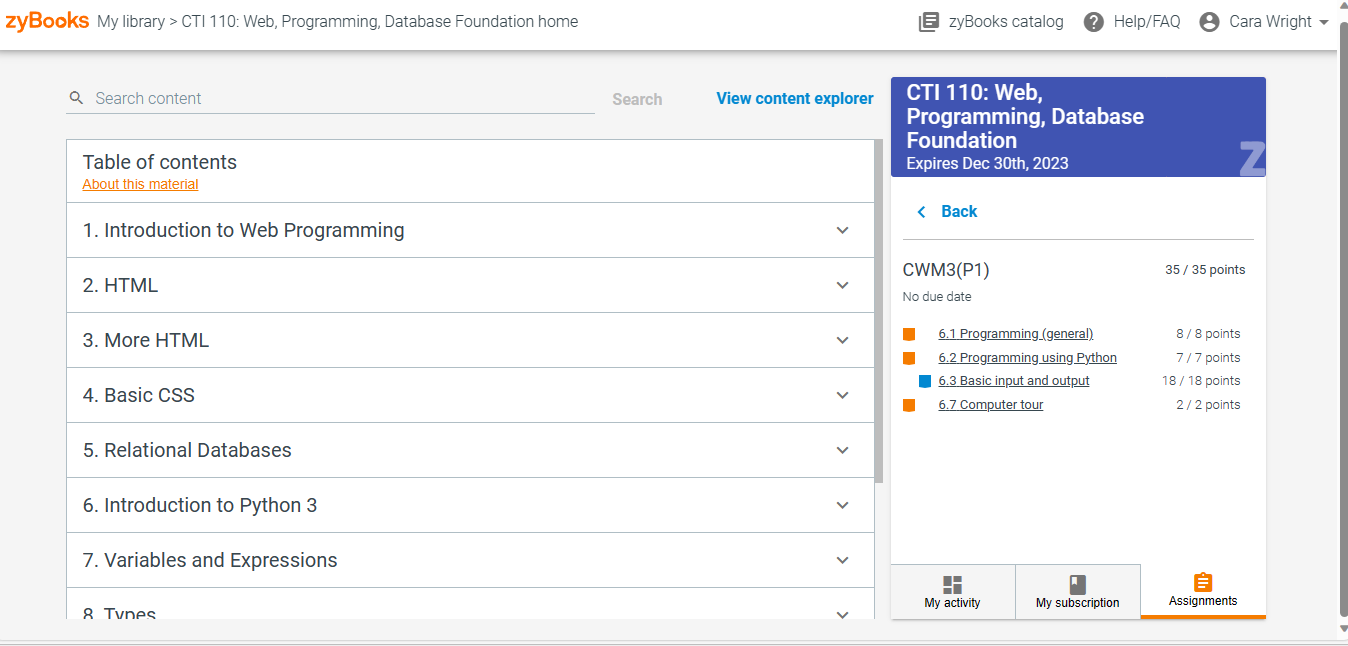 zyBooks My library > CTI 110: Web, Programming, Database Foundation home
zyBooks catalog
Help/FAQ
Cara Wright
Search content
Search
View content explorer
Table of contents
About this material
1. Introduction to Web Programming
2. HTML
3. More HTML
4. Basic CSS
5. Relational Databases
6. Introduction to Python 3
7. Variables and Expressions
8. Types
CTI 110: Web,
Programming, Database
Foundation
Expires Dec 30th, 2023
Z
Back
CWM3(P1) 35 / 35 points
No due date
6.1 Programming (general) 8 / 8 points
6.2 Programming using Python 7 / 7 points
6.3 Basic input and output 18 / 18 points
6.7 Computer tour 2 / 2 points
My activity
My subscription
Assignments